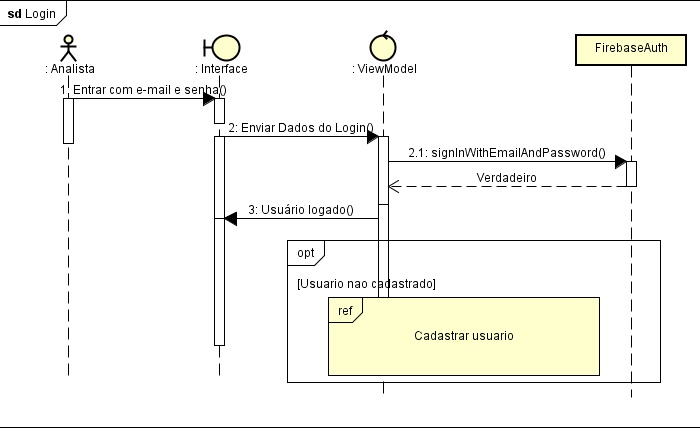 sd Login
: Analista
: Interface
: ViewModel
FirebaseAuth
1: Entrar com e-mail e senha()
2: Enviar Dados do Login()
2.1: signInWithEmailAndPassword()
Verdadeiro
3: Usuário logado()
opt
[Usuario nao cadastrado]
ref
Cadastrar usuario